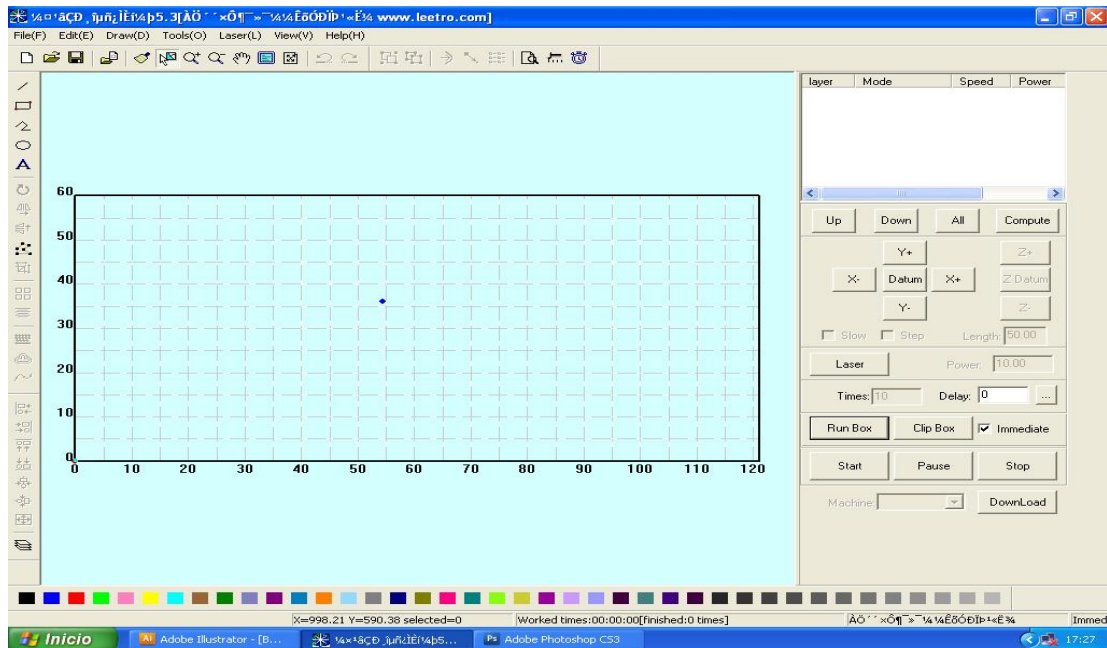 www.leetro.com]
File(F) Edit(E) Draw(D) Tools(O) Laser(L) View(V) Help(H)
layer Mode Speed Power
Up Down All Compute
Y+ Z+
X- Datum X+ Z Datum
Y- Z-
Slow Step Length: 50.00
Laser Power: 10.00
Times: 10 Delay: 0 ...
Run Box Clip Box Immediate
Start Pause Stop
Machine: DownLoad
60
50
40
30
20
10
0
0 10 20 30 40 50 60 70 80 90 100 110 120
X=998.21 Y=590.38 selected=0 Worked times:00:00:00[finished:0 times] Immed
Inicio Adobe Illustrator - [B... Adobe Photoshop CS3 17:27